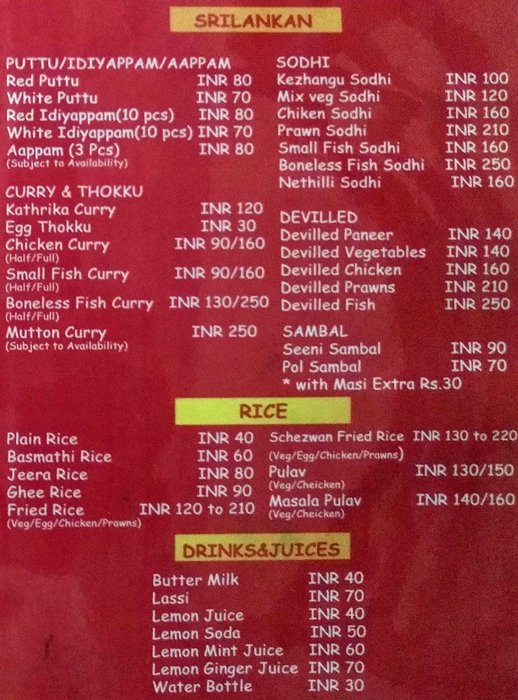 SRILANKAN
PUTTU/IDIYAPPAM/AAPPAM
Red Puttu INR 80
White Puttu INR 70
Red Idiyappam(10 pcs) INR 80
White Idiyappam(10 pcs) INR 70
Aappam (3 Pcs) INR 80
(Subject to Availability)
CURRY & THOKKU
Kathrika Curry INR 120
Egg Thokku INR 30
Chicken Curry INR 90/160
(Half/Full)
Small Fish Curry INR 90/160
(Half/Full)
Boneless Fish Curry INR 130/250
(Half/Full)
Mutton Curry INR 250
(Subject to Availability)
SODHI
Kezhangu Sodhi INR 100
Mix veg Sodhi INR 120
Chiken Sodhi INR 160
Prawn Sodhi INR 210
Small Fish Sodhi INR 160
Boneless Fish Sodhi INR 250
Nethilli Sodhi INR 160
DEVILLED
Devilled Paneer INR 140
Devilled Vegetables INR 140
Devilled Chicken INR 160
Devilled Prawns INR 210
Devilled Fish INR 250
SAMBAL
Seeni Sambal INR 90
Pol Sambal INR 70
* with Masi Extra Rs.30
RICE
Plain Rice INR 40
Basmathi Rice INR 60
Jeera Rice INR 80
Ghee Rice INR 90
Fried Rice INR 120 to 210
(Veg/Egg/Chicken/Prawns)
Schezwan Fried Rice INR 130 to 220
(Veg/Egg/Chicken/Prawns)
Pulav INR 130/150
(Veg/Cheicken)
Masala Pulav INR 140/160
(Veg/Cheicken)
DRINKS&JUICES
Butter Milk INR 40
Lassi INR 70
Lemon Juice INR 40
Lemon Soda INR 50
Lemon Mint Juice INR 60
Lemon Ginger Juice INR 70
Water Bottle INR 30